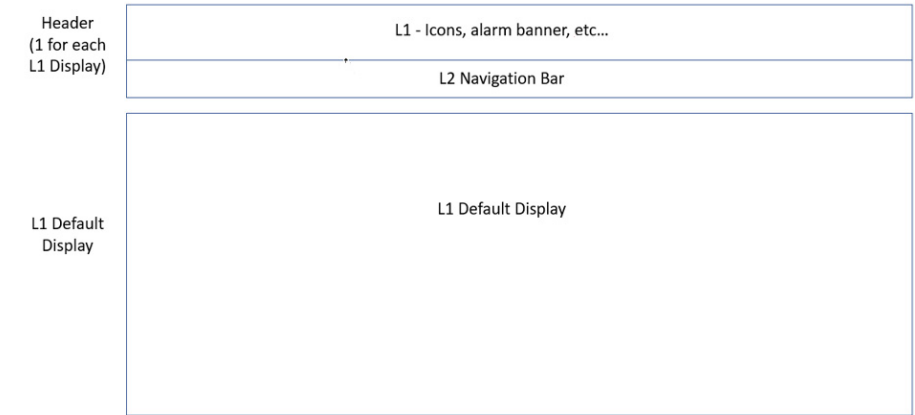 Header
(1 for each
L1 Display)
L1 - Icons, alarm banner, etc...
L2 Navigation Bar
L1 Default
Display
L1 Default Display